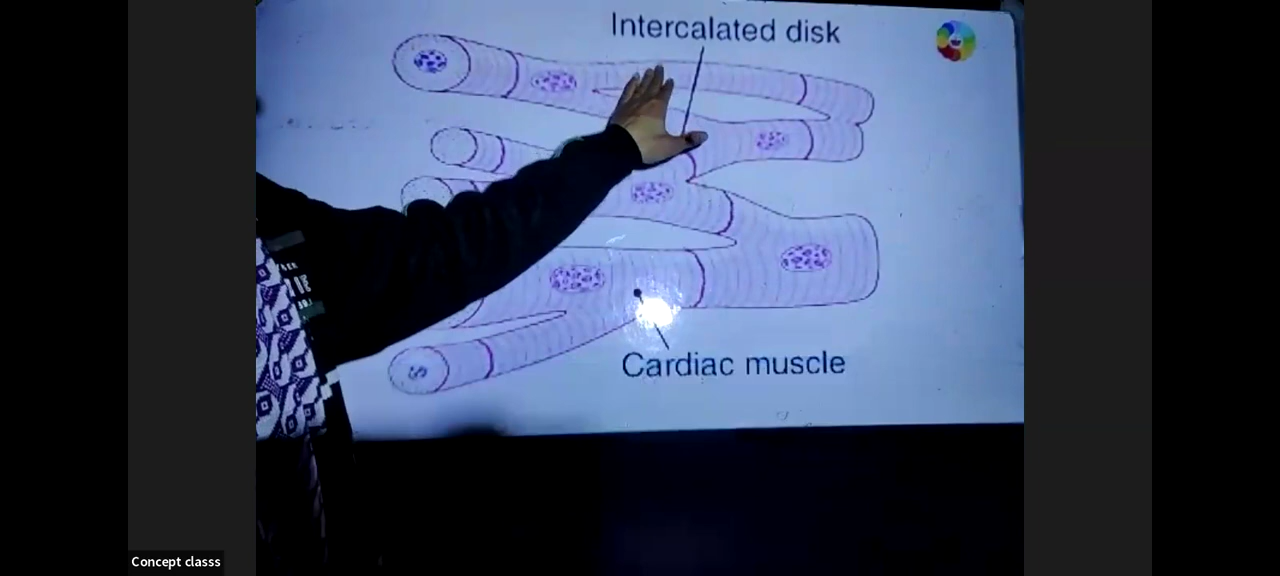 Intercalated disk
Cardiac muscle
Concept classs